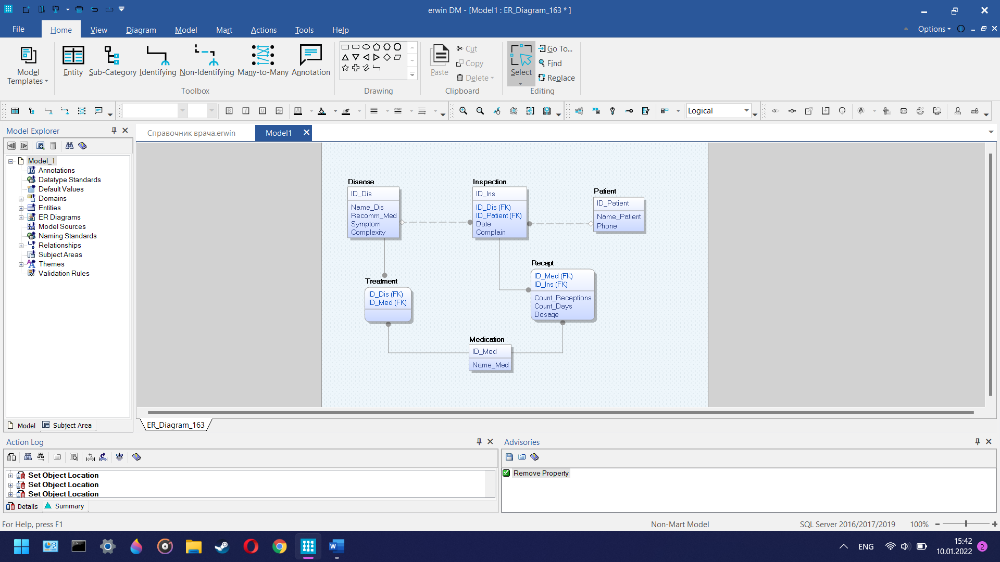 erwin DM - [Model1 : ER_Diagram_163 * ]
File
Home
View
Diagram
Model
Mart
Actions
Tools
Help
Options
Model Templates
Entity
Sub-Category
Identifying
Non-Identifying
Many-to-Many
Annotation
Toolbox
Drawing
Paste
Cut
Copy
Delete
Clipboard
Select
Go To...
Find
Replace
Editing
Logical
Model Explorer
Справочник врача.erwin
Model1
Model_1
Annotations
Datatype Standards
Default Values
Domains
Entities
ER Diagrams
Model Sources
Naming Standards
Relationships
Subject Areas
Themes
Validation Rules
Model
Subject Area
Disease
ID_Dis
Name_Dis
Recomm_Med
Symptom
Complexity
Inspection
ID_Ins
ID_Dis (FK)
ID_Patient (FK)
Date
Complain
Patient
ID_Patient
Name_Patient
Phone
Treatment
ID_Dis (FK)
ID_Med (FK)
Recept
ID_Med (FK)
ID_Ins (FK)
Count_Receptions
Count_Days
Dosage
Medication
ID_Med
Name_Med
ER_Diagram_163
Action Log
Set Object Location
Set Object Location
Set Object Location
Details
Summary
Advisories
Remove Property
For Help, press F1
Non-Mart Model
SQL Server 2016/2017/2019
100%
ENG
15:42
10.01.2022
2